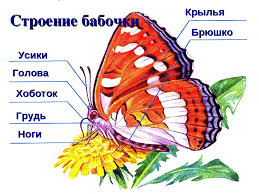 Строение бабочки
Крылья
Брюшко
Усики
Голова
Хоботок
Грудь
Ноги